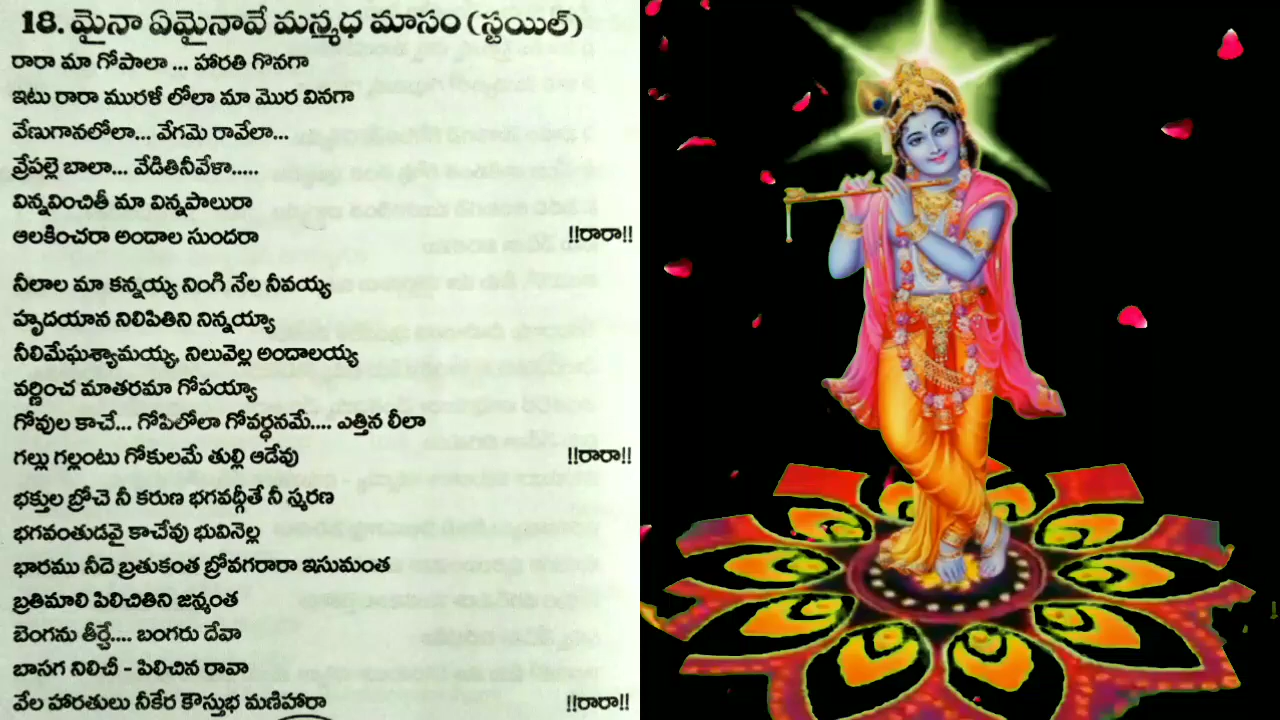 18. మైనా ఏమైనావే మన్మధ మాసం (స్టయిల్)
రారా మా గోపాలా ... హారతి గొనగా
ఇటు రారా మురళీ లోలా మా మొర వినగా
వేణుగానలోలా... వేగమె రావేలా...
వ్రేపల్లె బాలా... వేడితినీవేళా.....
విన్నవించితీ మా విన్నపాలురా
ఆలకించరా అందాల సుందరా !!రారా!!
నీలాల మా కన్నయ్య నింగి నేల నీవయ్య
హృదయాన నిలిపితిని నిన్నయ్యా
నీలిమేఘశ్యామయ్య, నిలువెల్ల అందాలయ్య
వర్ణించ మాతరమా గోపయ్యా
గోవుల కాచే... గోపిలోలా గోవర్ధనమే.... ఎత్తిన లీలా
గల్లు గల్లంటు గోకులమే తుల్లి ఆడేవు !!రారా!!
భక్తుల బ్రోచె నీ కరుణ భగవద్గీతే నీ స్మరణ
భగవంతుడవై కాచేవు భువినెల్ల
భారము నీదె బ్రతుకంత బ్రోవగరారా ఇసుమంత
బ్రతిమాలి పిలిచితిని జన్మంత
బెంగను తీర్చే.... బంగరు దేవా
బాసగ నిలిచీ - పిలిచిన రావా
వేల హారతులు నీకేర కౌస్తుభ మణిహారా !!రారా!!